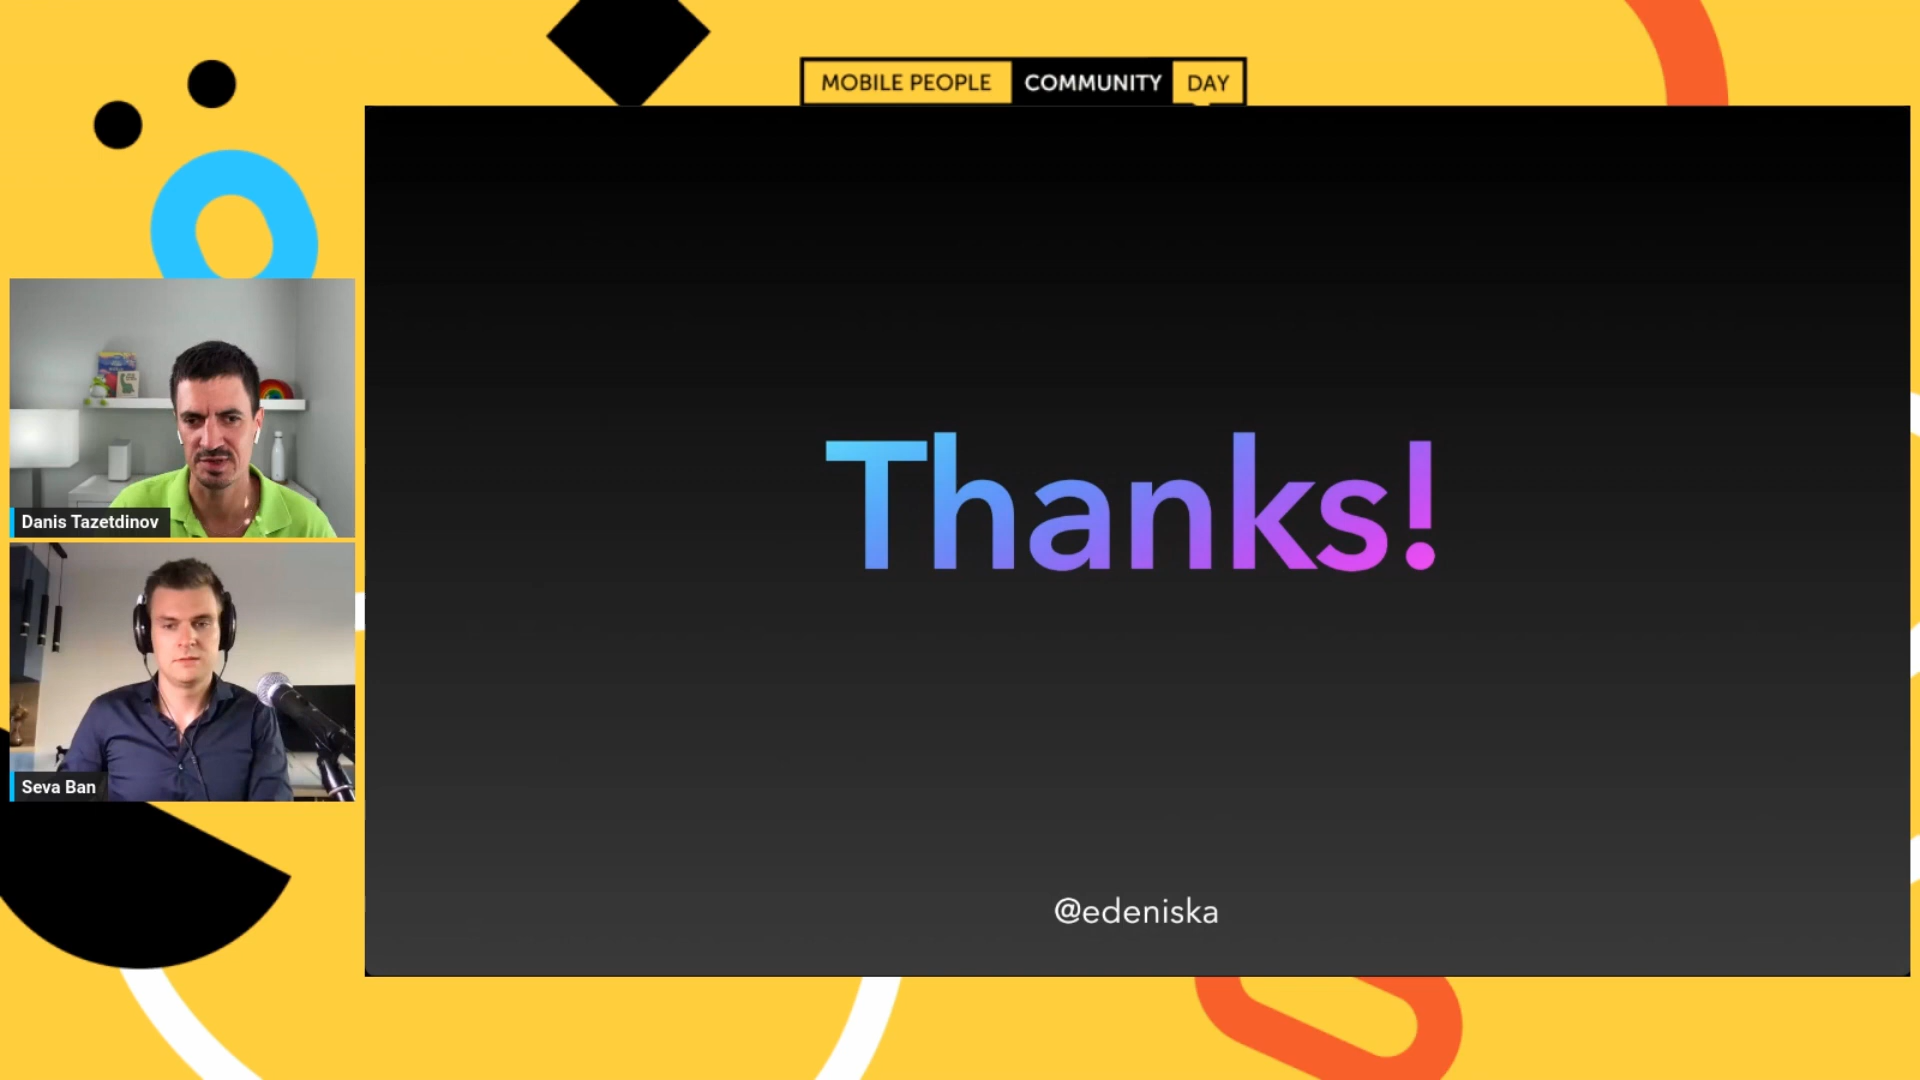 MOBILE PEOPLE COMMUNITY DAY
Danis Tazetdinov
Seva Ban
Thanks!
@edeniska